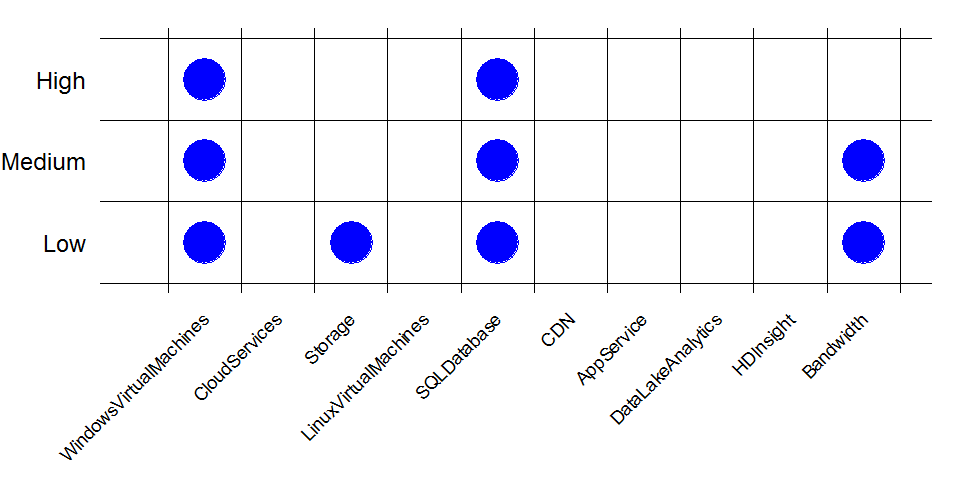 High
Medium
Low
WindowsVirtualMachines
CloudServices
Storage
LinuxVirtualMachines
SQLDatabase
CDN
AppService
DataLakeAnalytics
HDInsight
Bandwidth